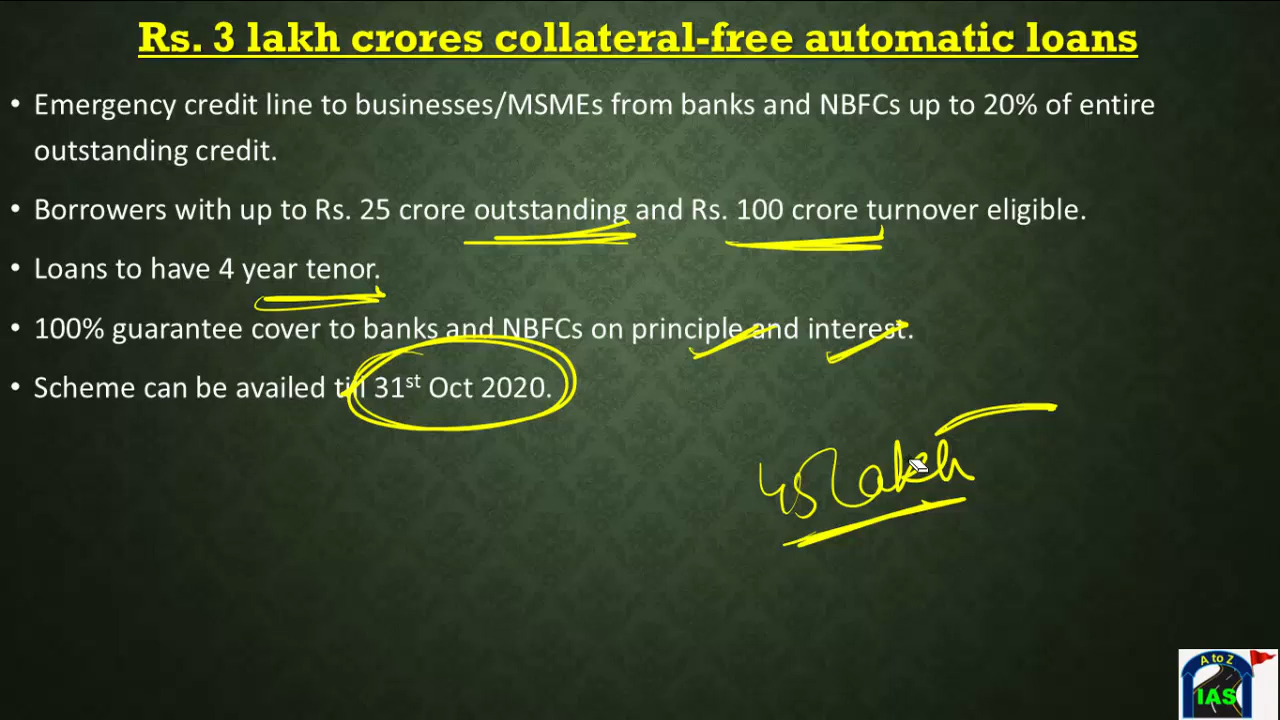 Rs. 3 lakh crores collateral-free automatic loans
• Emergency credit line to businesses/MSMEs from banks and NBFCs up to 20% of entire
outstanding credit.
• Borrowers with up to Rs. 25 crore outstanding and Rs. 100 crore turnover eligible.
• Loans to have 4 year tenor.
• 100% guarantee cover to banks and NBFCs on principle and interest.
• Scheme can be availed till 31st Oct 2020.
45 lakh
A to Z
IAS